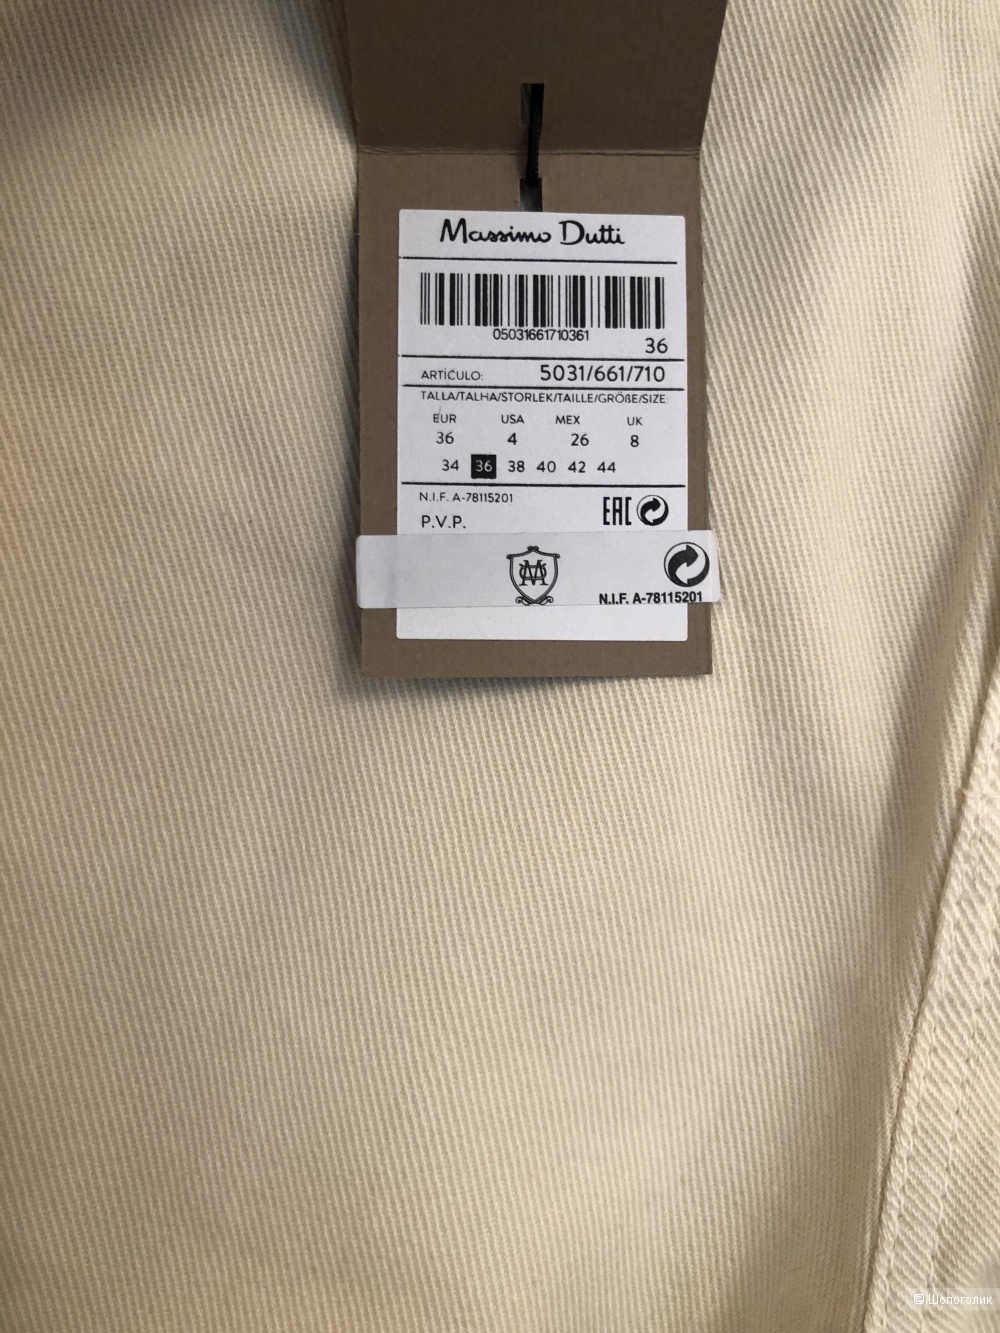 Massimo Dutti
05031661710361
36
ARTÍCULO: 5031/661/710
TALLA/TALHA/STORLEK/TAILLE/GRÖßE/SIZE:
EUR USA MEX UK
36 4 26 8
34 36 38 40 42 44
N.I.F. A-78115201
EAC
P.V.P.
N.I.F. A-78115201
© Шопоголик